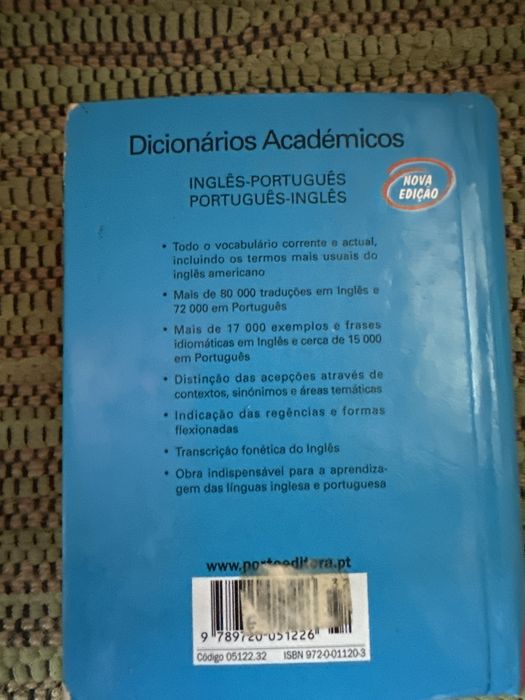 Dicionários Académicos
INGLÊS-PORTUGUÊS
PORTUGUÊS-INGLÊS
NOVA
EDIÇÃO
• Todo o vocabulário corrente e actual,
incluindo os termos mais usuais do
inglês americano
• Mais de 80 000 traduções em Inglês e
72 000 em Português
• Mais de 17 000 exemplos e frases
idiomáticas em Inglês e cerca de 15 000
em Português
• Distinção das acepções através de
contextos, sinónimos e áreas temáticas
• Indicação das regências e formas
flexionadas
• Transcrição fonética do Inglês
• Obra indispensável para a aprendiza-
gem das línguas inglesa e portuguesa
www.portoeditora.pt
9 789720 051226
Código 05122.32 ISBN 972-0-01120-3